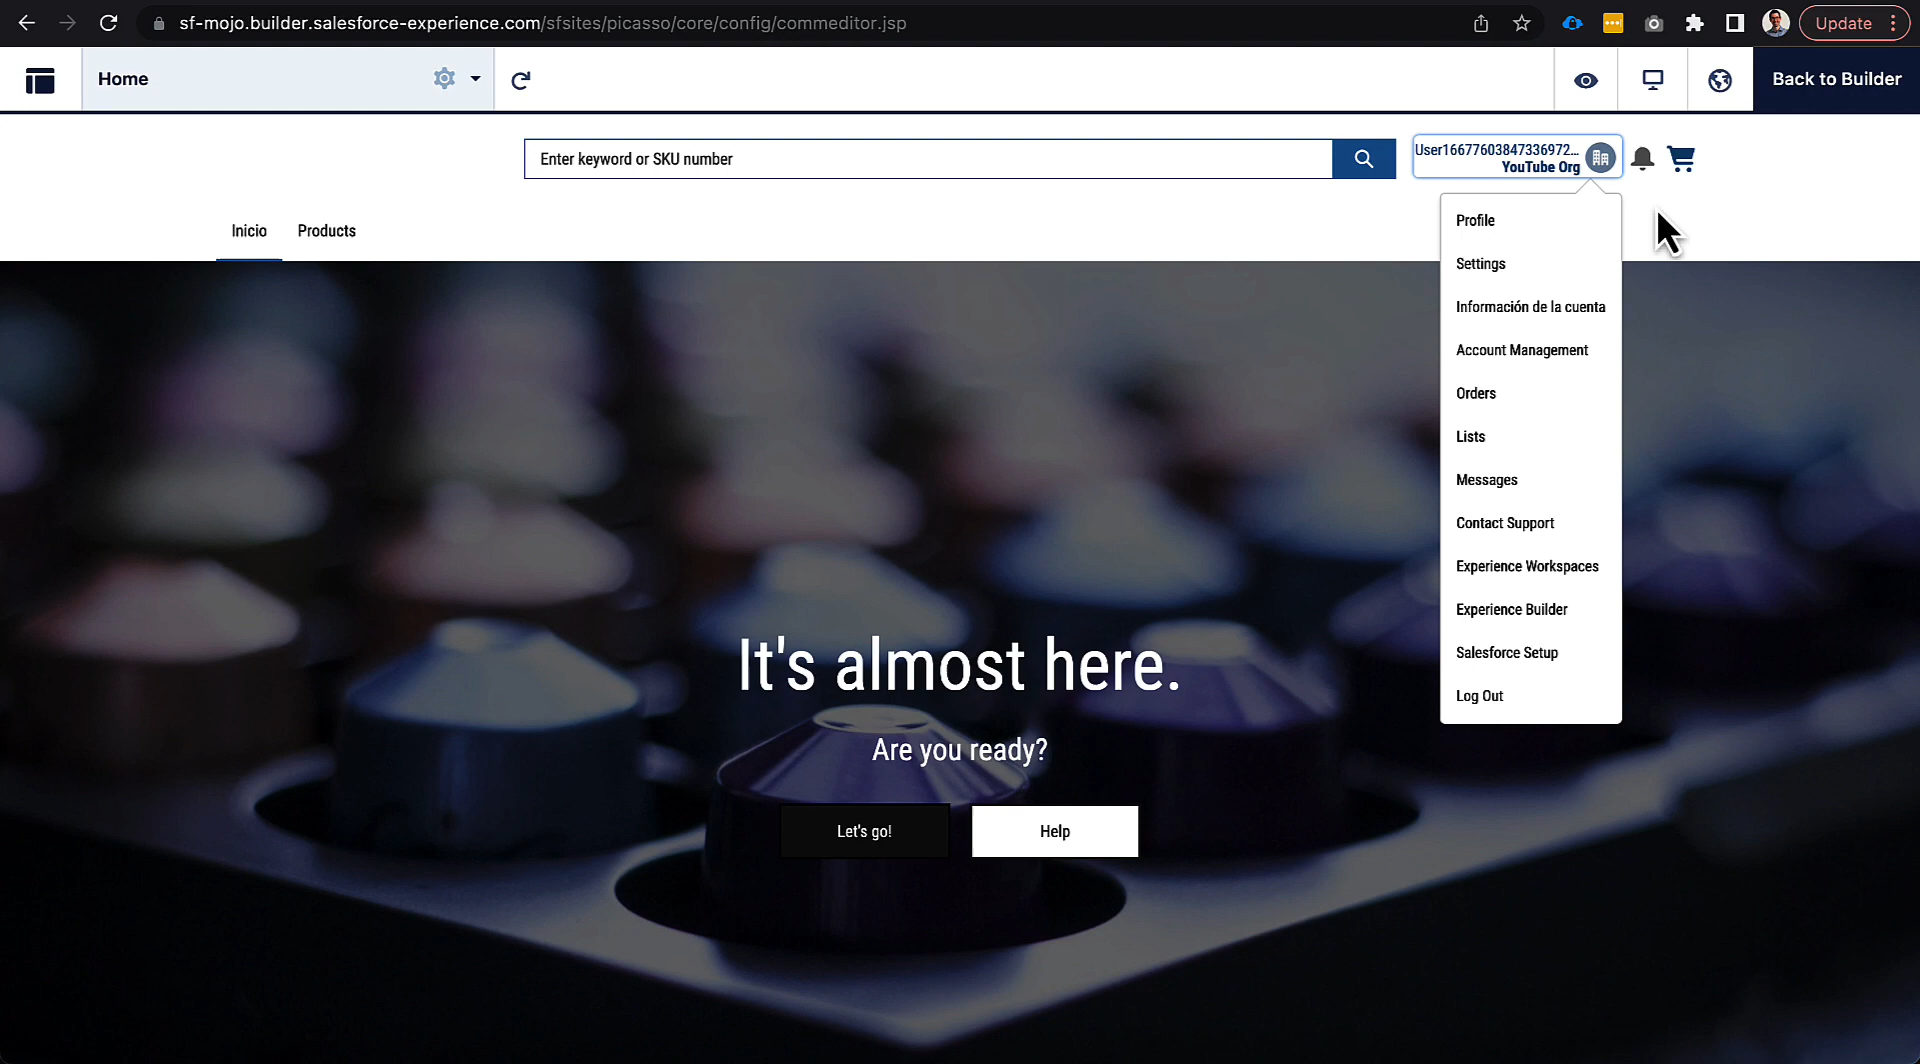 sf-mojo.builder.salesforce-experience.com/sfsites/picasso/core/config/commeditor.jsp
Update
Home
Back to Builder
Enter keyword or SKU number
User16677603847336972...
YouTube Org
Inicio
Products
Profile
Settings
Información de la cuenta
Account Management
Orders
Lists
Messages
Contact Support
Experience Workspaces
Experience Builder
Salesforce Setup
Log Out
It's almost here.
Are you ready?
Let's go!
Help